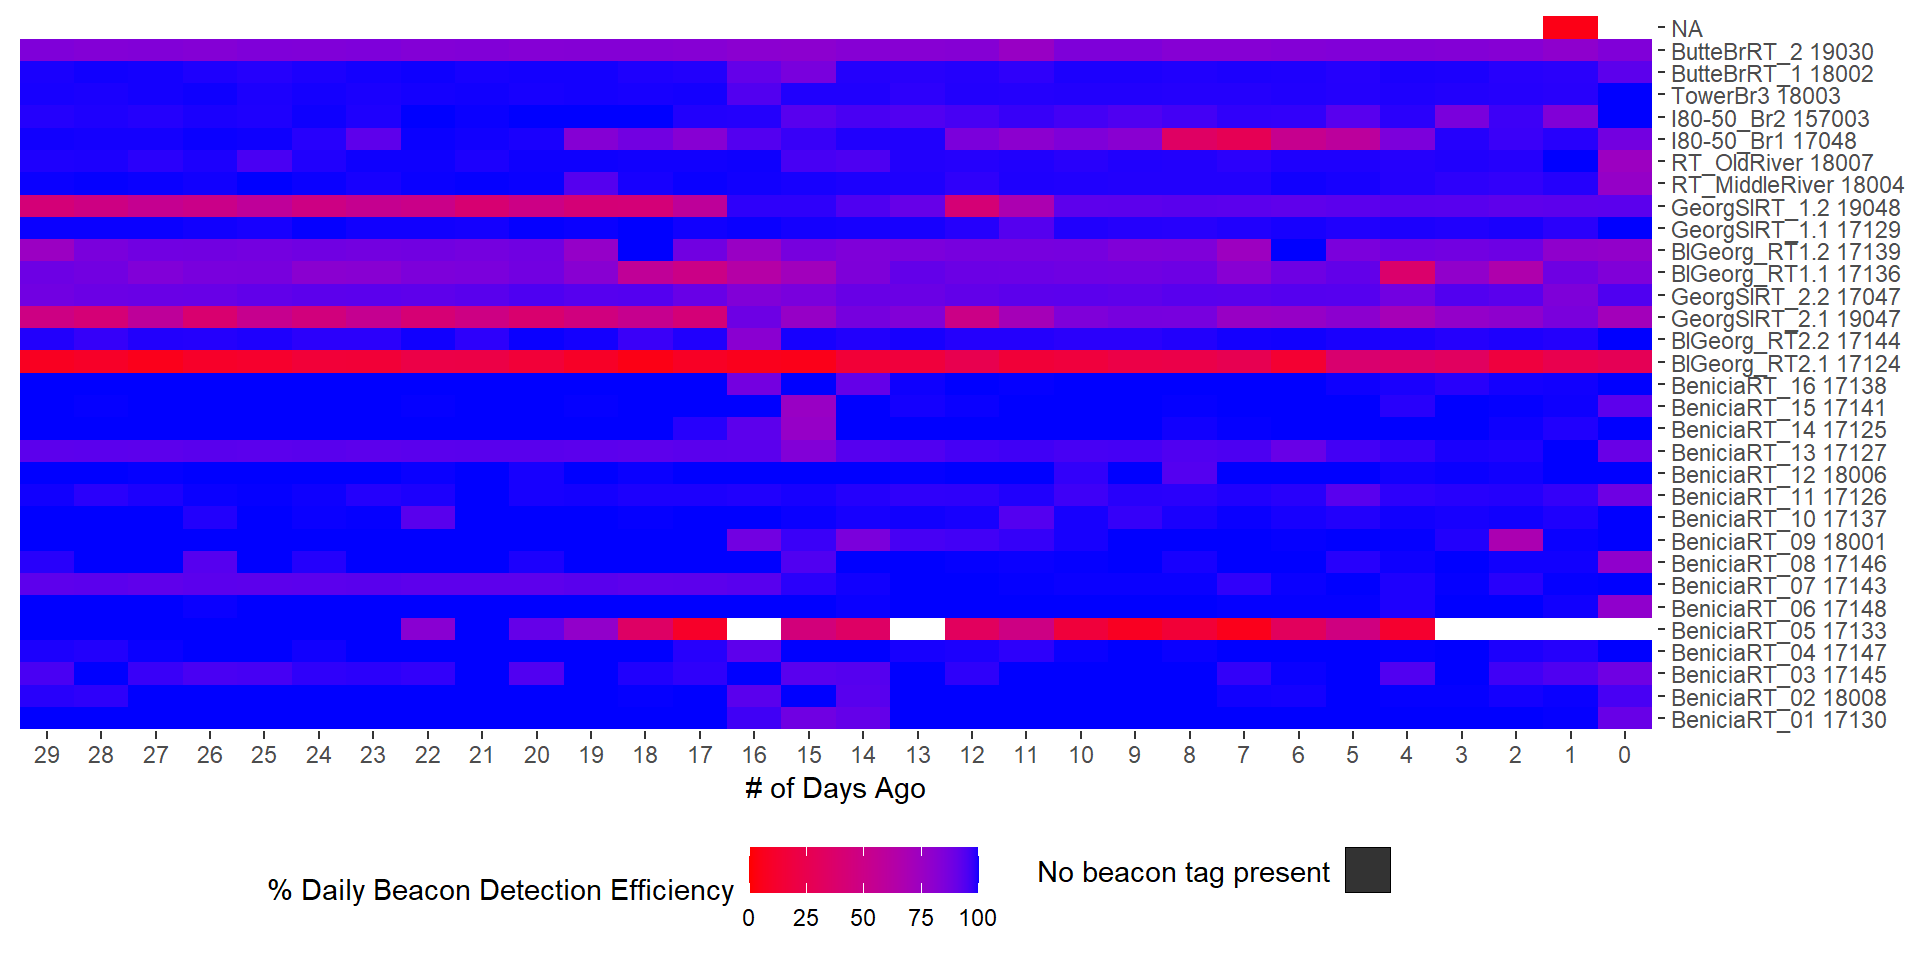 NA
ButteBrRT_2 19030
ButteBrRT_1 18002
TowerBr3 18003
I80-50_Br2 157003
I80-50_Br1 17048
RT_OldRiver 18007
RT_MiddleRiver 18004
GeorgSlRT_1.2 19048
GeorgSlRT_1.1 17129
BlGeorg_RT1.2 17139
BlGeorg_RT1.1 17136
GeorgSlRT_2.2 17047
GeorgSlRT_2.1 19047
BlGeorg_RT2.2 17144
BlGeorg_RT2.1 17124
BeniciaRT_16 17138
BeniciaRT_15 17141
BeniciaRT_14 17125
BeniciaRT_13 17127
BeniciaRT_12 18006
BeniciaRT_11 17126
BeniciaRT_10 17137
BeniciaRT_09 18001
BeniciaRT_08 17146
BeniciaRT_07 17143
BeniciaRT_06 17148
BeniciaRT_05 17133
BeniciaRT_04 17147
BeniciaRT_03 17145
BeniciaRT_02 18008
BeniciaRT_01 17130
29 28 27 26 25 24 23 22 21 20 19 18 17 16 15 14 13 12 11 10 9 8 7 6 5 4 3 2 1 0
# of Days Ago
% Daily Beacon Detection Efficiency
0 25 50 75 100
No beacon tag present